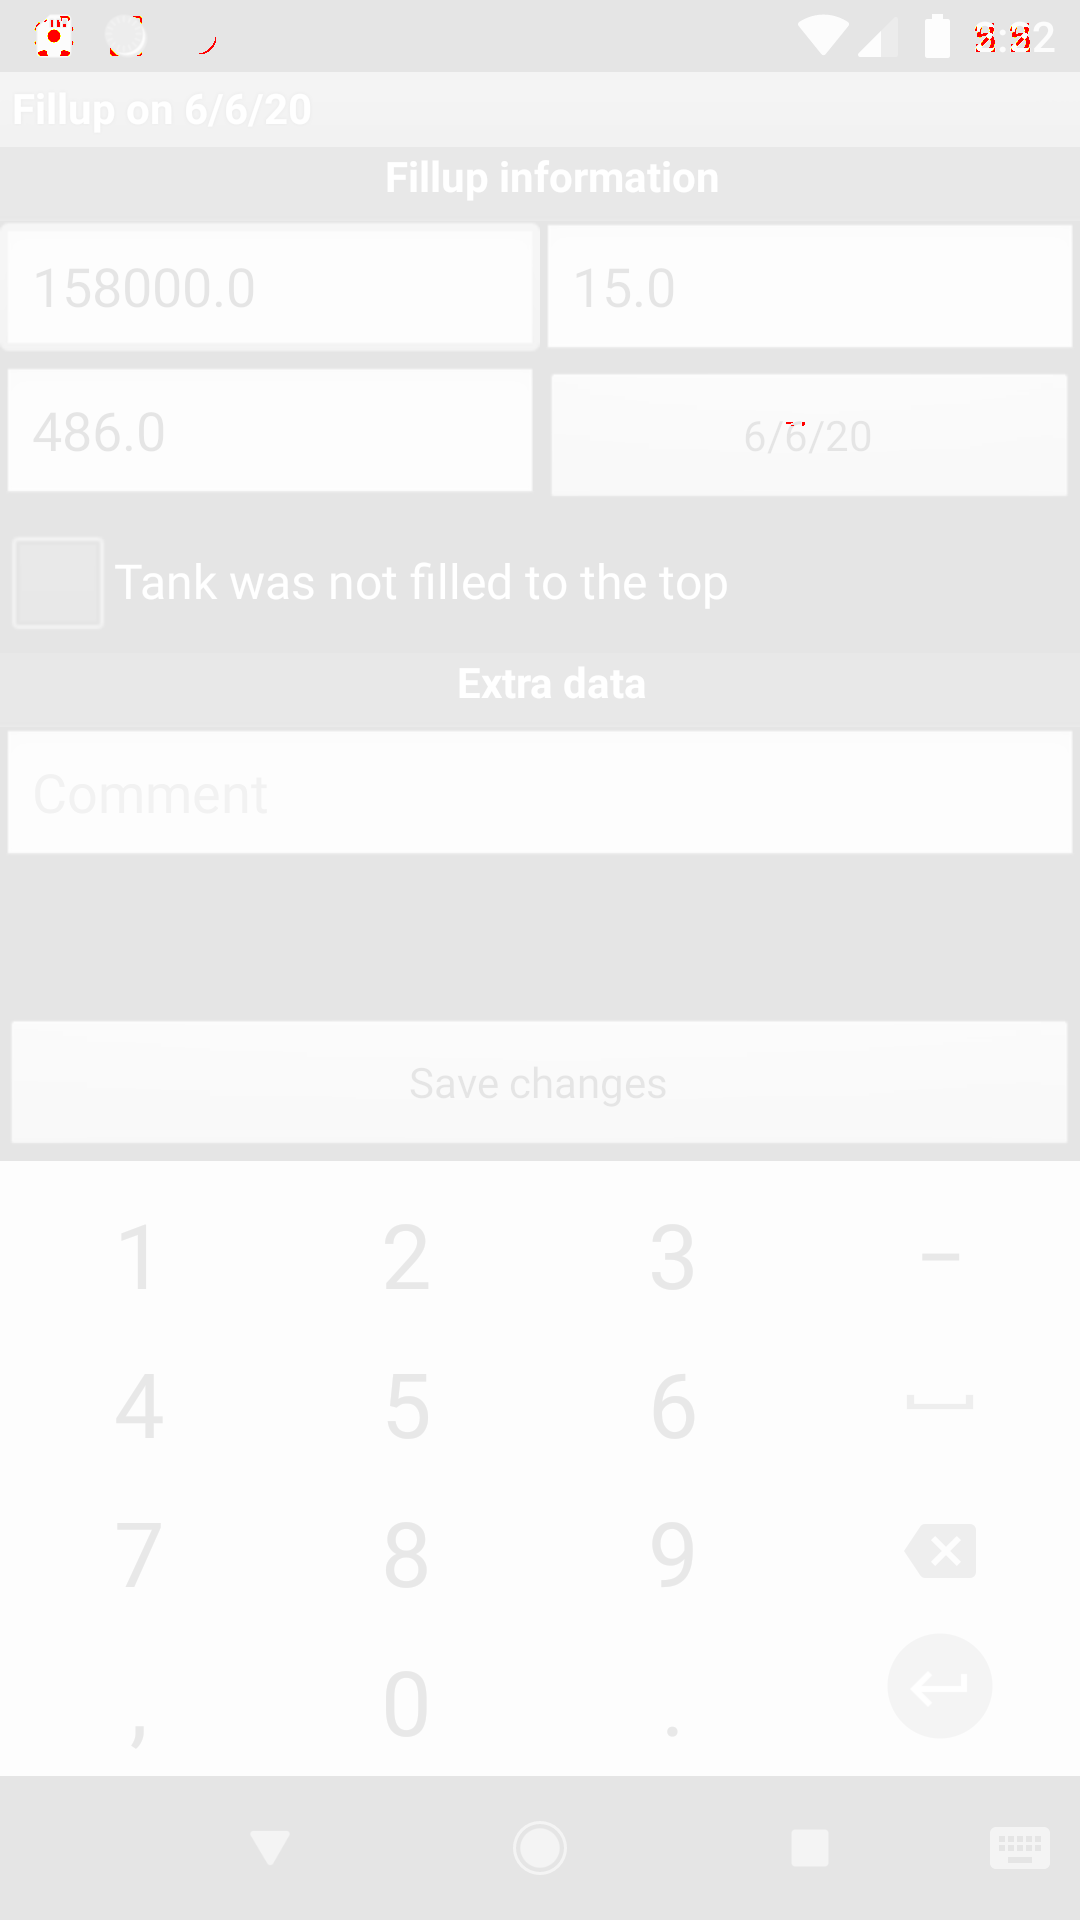 Fillup on 6/6/20
Fillup information
158000.0 15.0
486.0 6/6/20
Tank was not filled to the top
Extra data
Comment
Save changes
1 2 3 –
4 5 6
7 8 9
, 0 .